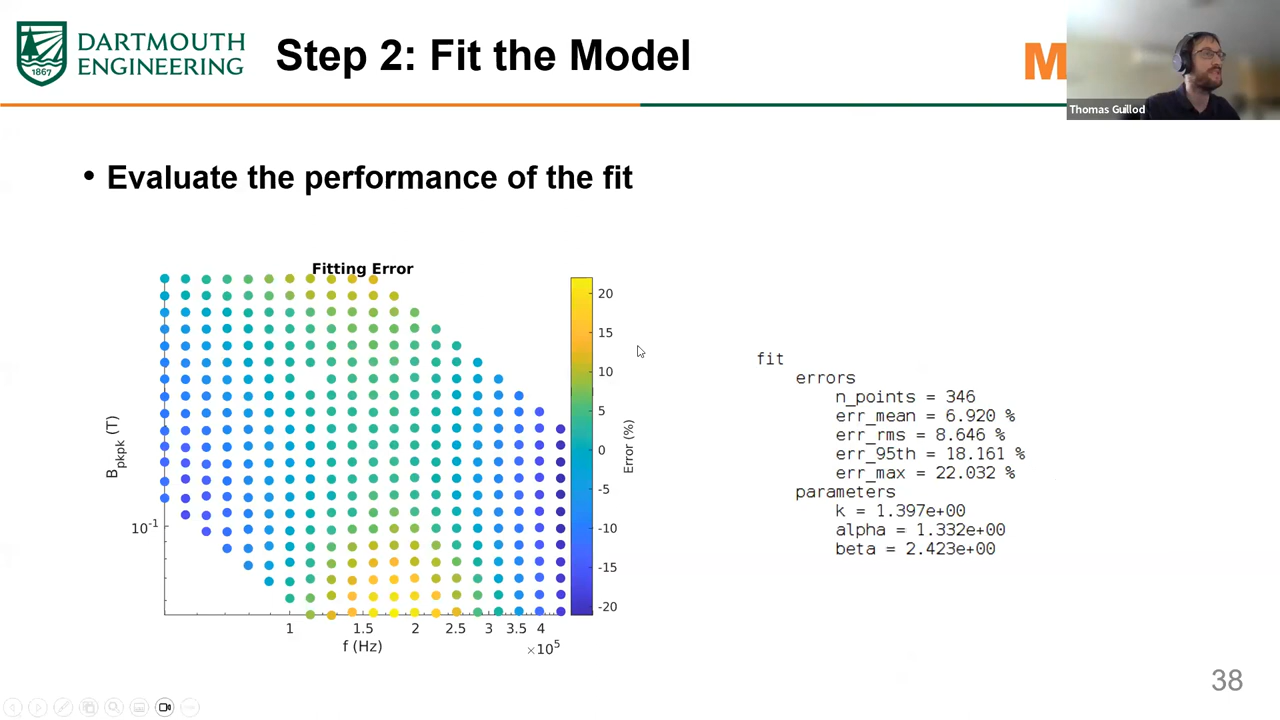 DARTMOUTH
ENGINEERING
1867
Step 2: Fit the Model
M
Thomas Guillod
• Evaluate the performance of the fit
Fitting Error
20
15
10
5
0
-5
-10
-15
-20
Error (%)
B_pkpk (T)
10^-1
1 1.5 2 2.5 3 3.5 4
f (Hz)
×10^5
fit
errors
n_points = 346
err_mean = 6.920 %
err_rms = 8.646 %
err_95th = 18.161 %
err_max = 22.032 %
parameters
k = 1.397e+00
alpha = 1.332e+00
beta = 2.423e+00
38